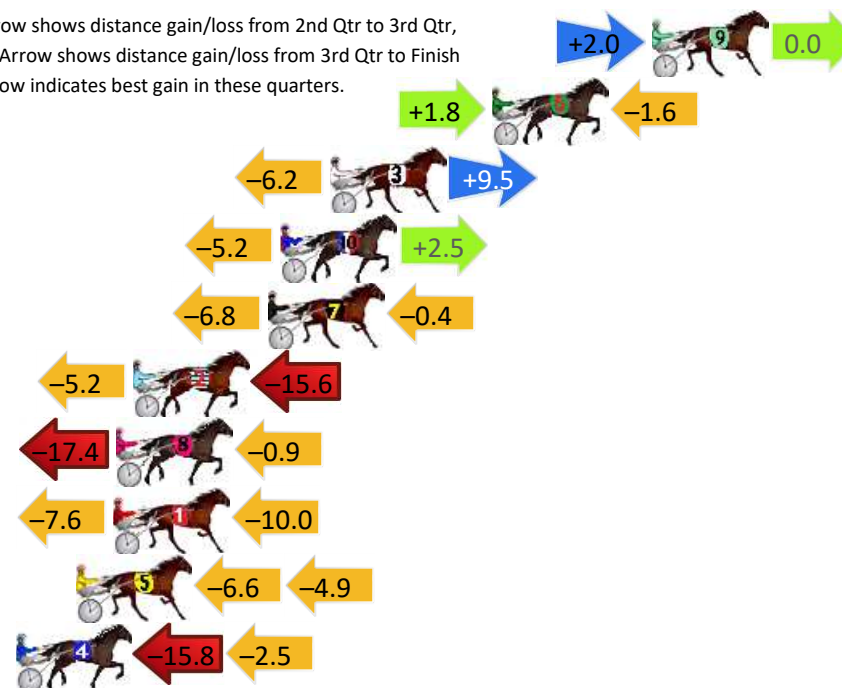 row shows distance gain/loss from 2nd Qtr to 3rd Qtr,
Arrow shows distance gain/loss from 3rd Qtr to Finish
ow indicates best gain in these quarters.
+2.0 9 0.0
+1.8 6 –1.6
–6.2 3 +9.5
–5.2 10 +2.5
–6.8 7 –0.4
–5.2 2 –15.6
–17.4 8 –0.9
–7.6 1 –10.0
5 –6.6 –4.9
4 –15.8 –2.5